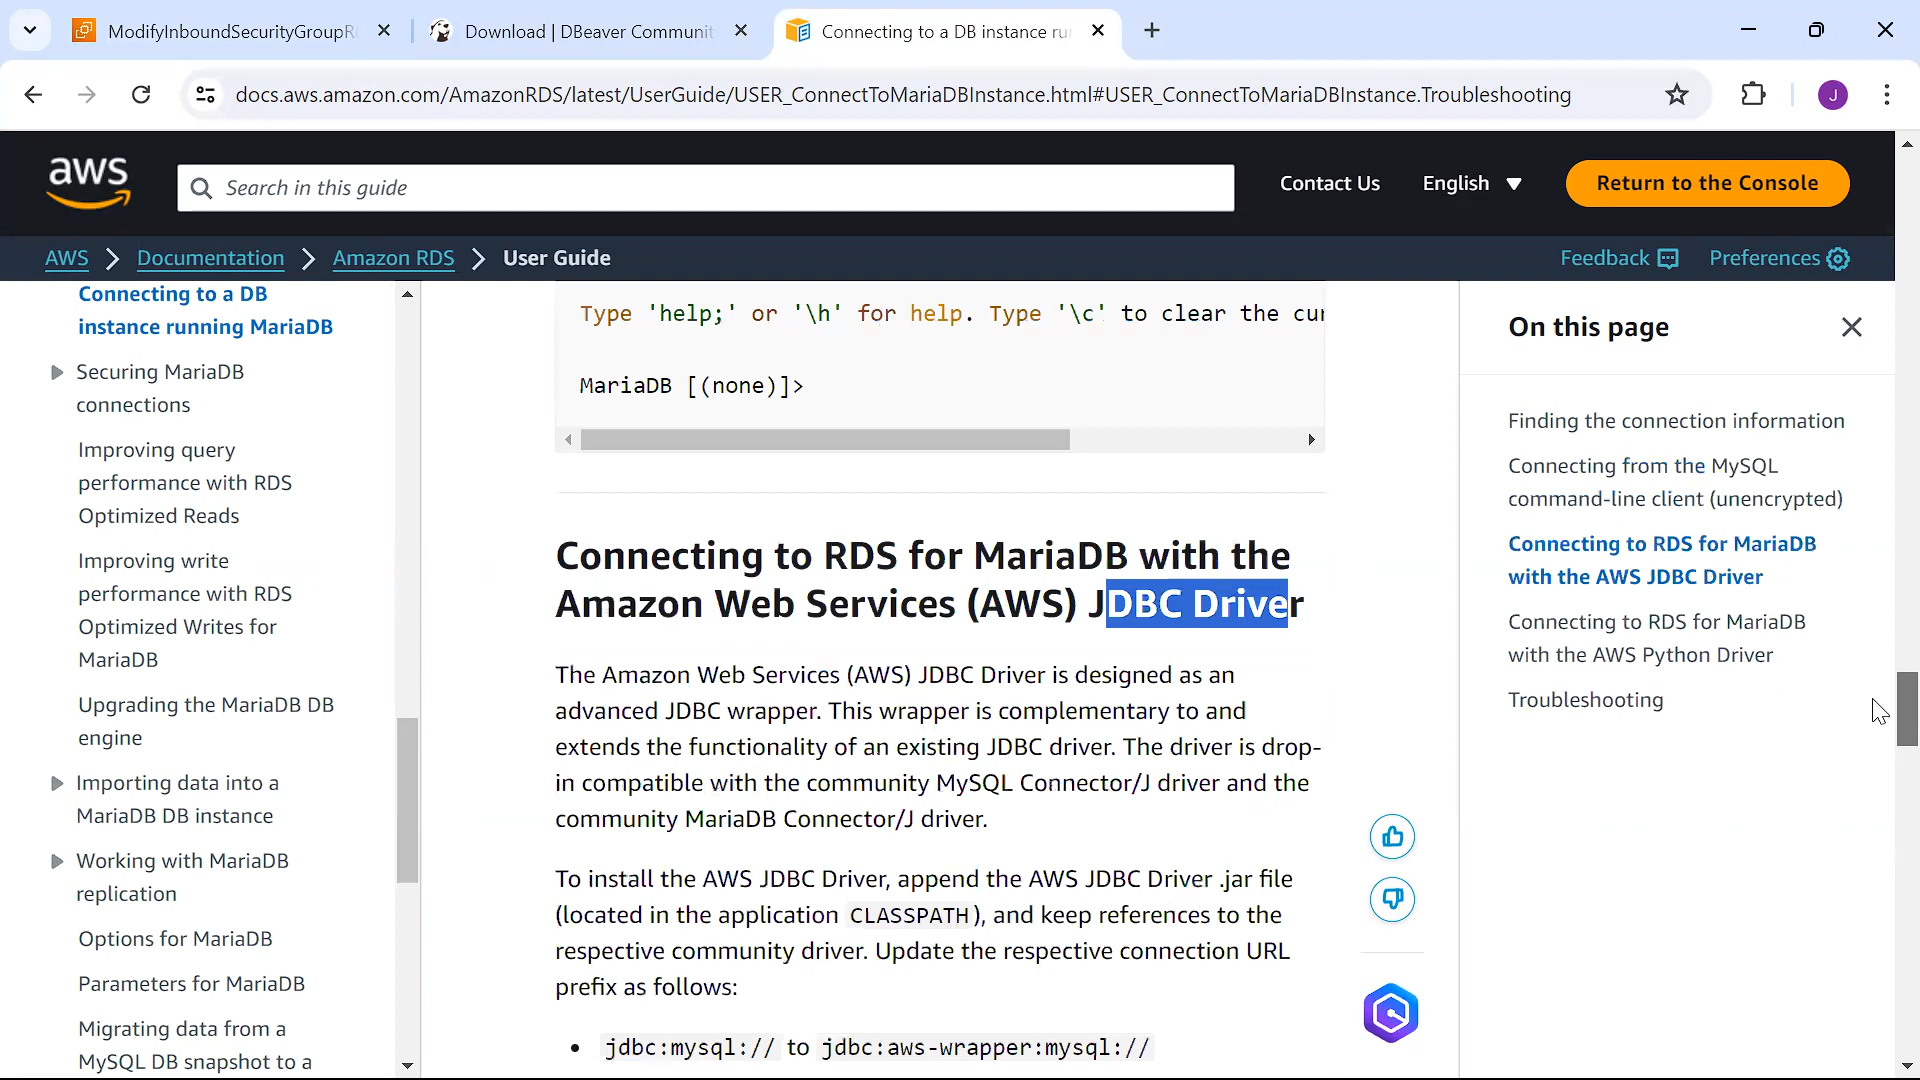 ModifyInboundSecurityGroupR
Download | DBeaver Communit
Connecting to a DB instance ru
docs.aws.amazon.com/AmazonRDS/latest/UserGuide/USER_ConnectToMariaDBInstance.html#USER_ConnectToMariaDBInstance.Troubleshooting
J
aws
Search in this guide
Contact Us
English
Return to the Console
AWS
Documentation
Amazon RDS
User Guide
Feedback
Preferences
Connecting to a DB
instance running MariaDB
Securing MariaDB
connections
Improving query
performance with RDS
Optimized Reads
Improving write
performance with RDS
Optimized Writes for
MariaDB
Upgrading the MariaDB DB
engine
Importing data into a
MariaDB DB instance
Working with MariaDB
replication
Options for MariaDB
Parameters for MariaDB
Migrating data from a
MySQL DB snapshot to a
Type 'help;' or '\h' for help. Type '\c' to clear the cur
MariaDB [(none)]>
Connecting to RDS for MariaDB with the
Amazon Web Services (AWS) JDBC Driver
The Amazon Web Services (AWS) JDBC Driver is designed as an
advanced JDBC wrapper. This wrapper is complementary to and
extends the functionality of an existing JDBC driver. The driver is drop-
in compatible with the community MySQL Connector/J driver and the
community MariaDB Connector/J driver.
To install the AWS JDBC Driver, append the AWS JDBC Driver .jar file
(located in the application CLASSPATH), and keep references to the
respective community driver. Update the respective connection URL
prefix as follows:
• jdbc:mysql:// to jdbc:aws-wrapper:mysql://
On this page
Finding the connection information
Connecting from the MySQL
command-line client (unencrypted)
Connecting to RDS for MariaDB
with the AWS JDBC Driver
Connecting to RDS for MariaDB
with the AWS Python Driver
Troubleshooting